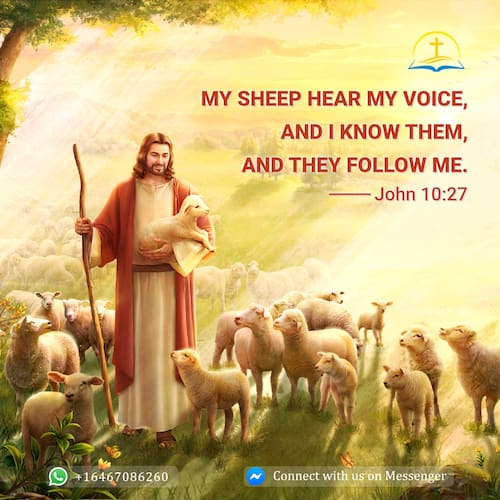 MY SHEEP HEAR MY VOICE,
AND I KNOW THEM,
AND THEY FOLLOW ME.
—— John 10:27
+16467086260
Connect with us on Messenger